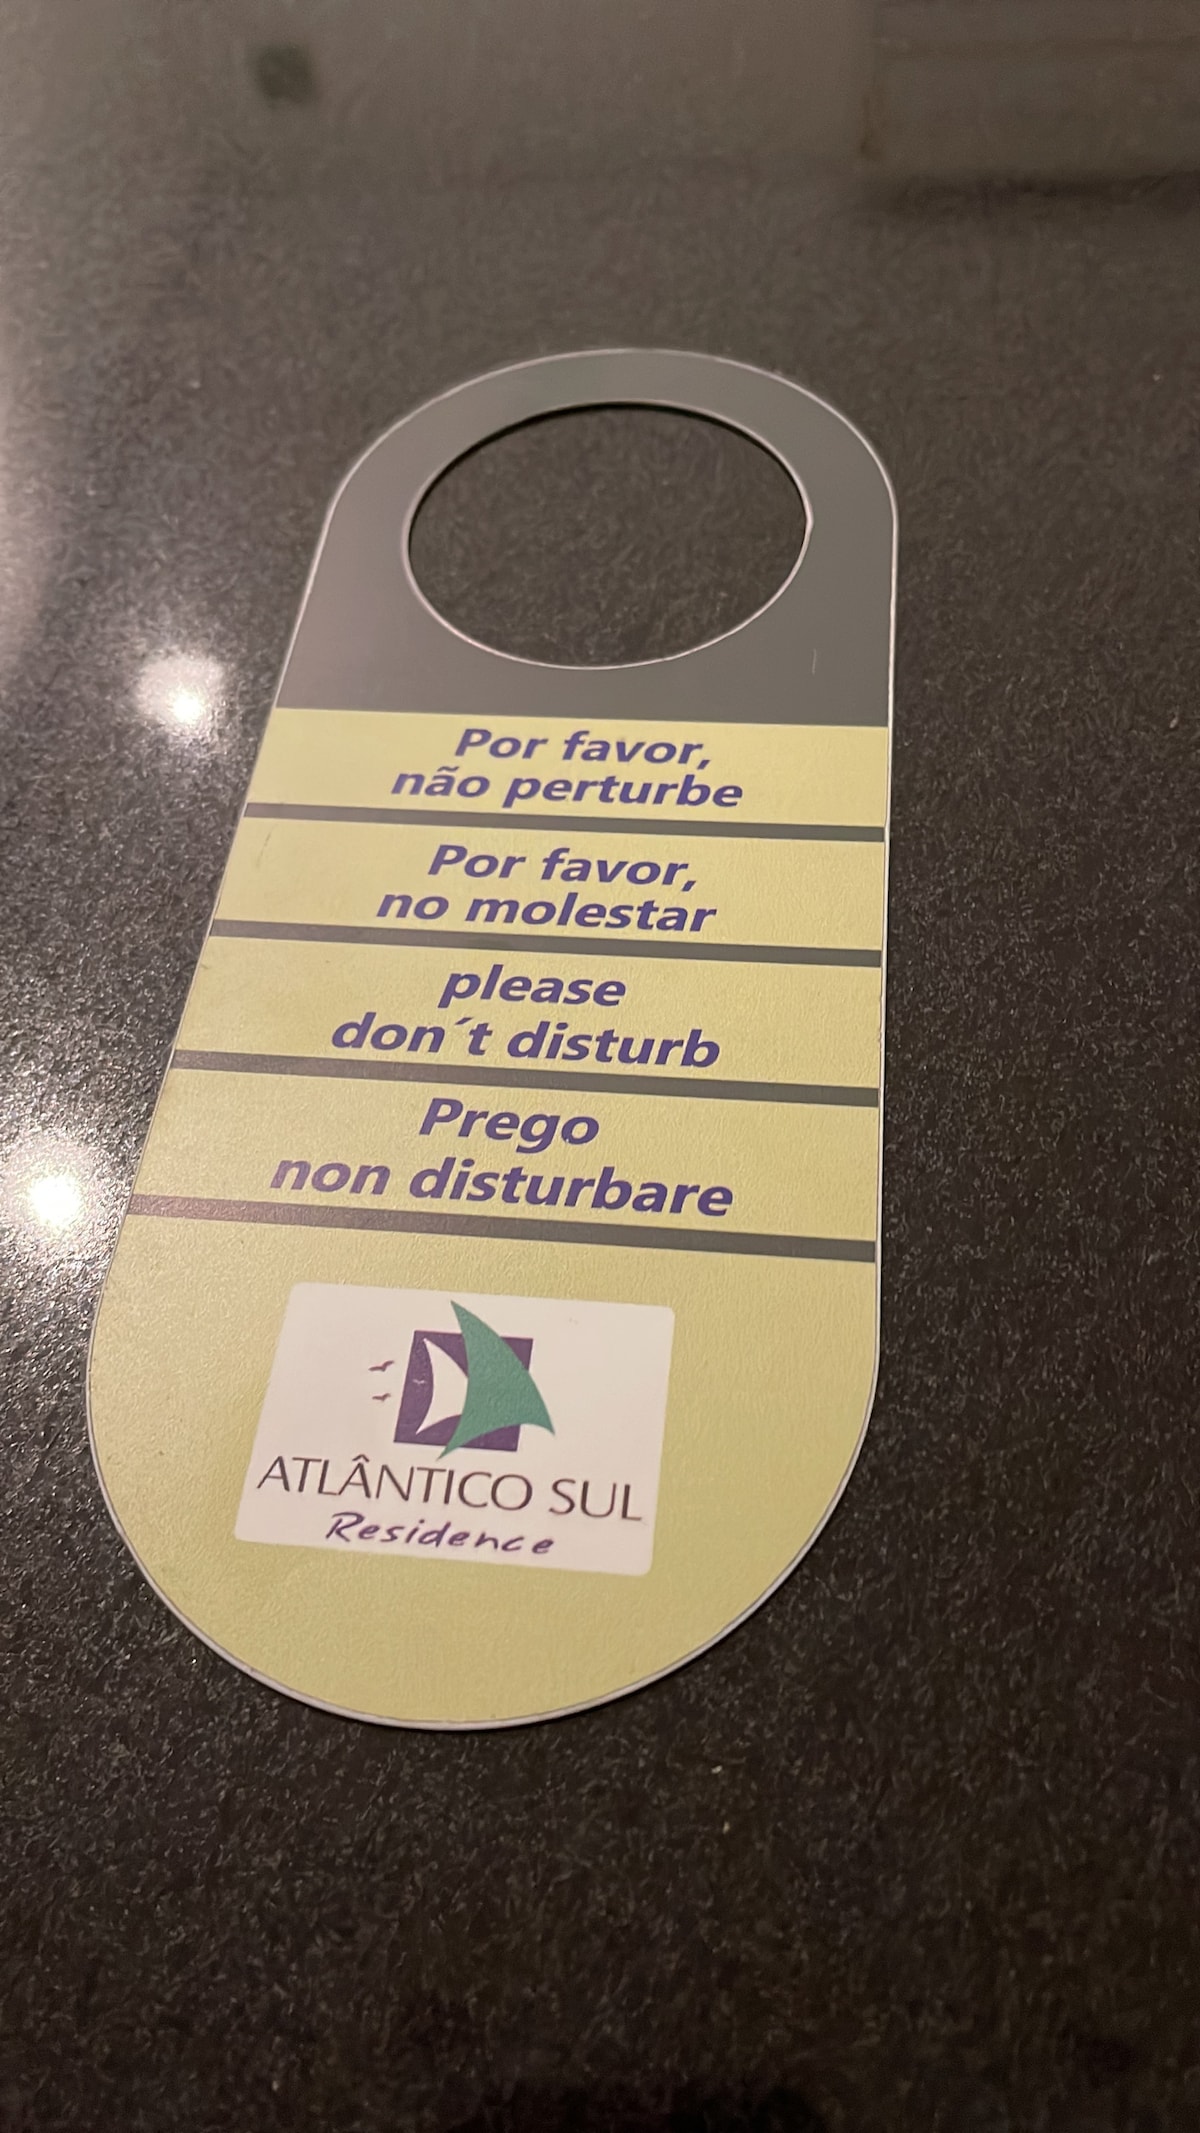 Por favor,
não perturbe
Por favor,
no molestar
please
don´t disturb
Prego
non disturbare
ATLÂNTICO SUL
Residence